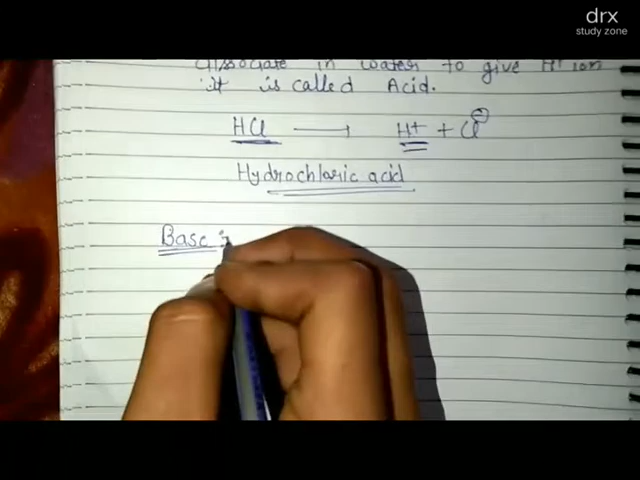 drx
study zone
dissociate in water to give H+ ion
it is called Acid.
HCl ⟶ H+ + Cl⊖
Hydrochloric acid
Base :